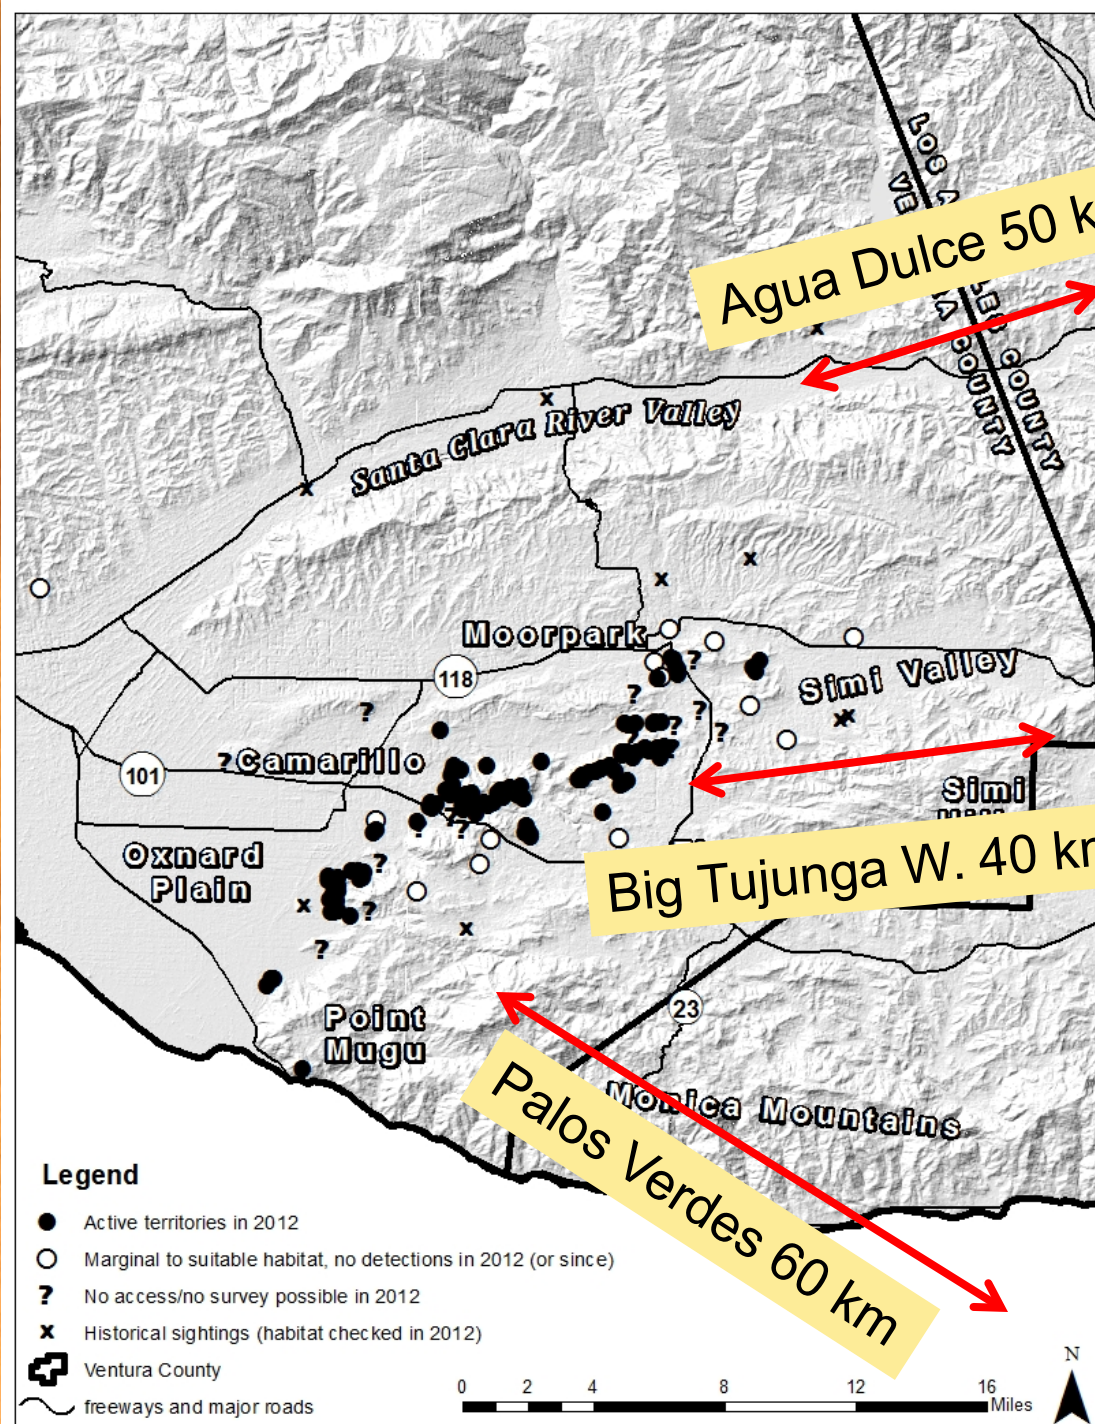 LOS A
VE
Agua Dulce 50 k
LES COUNTY
A COUNTY
Santa Clara River Valley
Moorpark
118
Simi Valley
Camarillo
101
Simi
Oxnard
Plain
Big Tujunga W. 40 km
23
Point
Mugu
Monica Mountains
Palos Verdes 60 km
Legend
Active territories in 2012
Marginal to suitable habitat, no detections in 2012 (or since)
? No access/no survey possible in 2012
x Historical sightings (habitat checked in 2012)
Ventura County
freeways and major roads
0 2 4 8 12 16
Miles
N